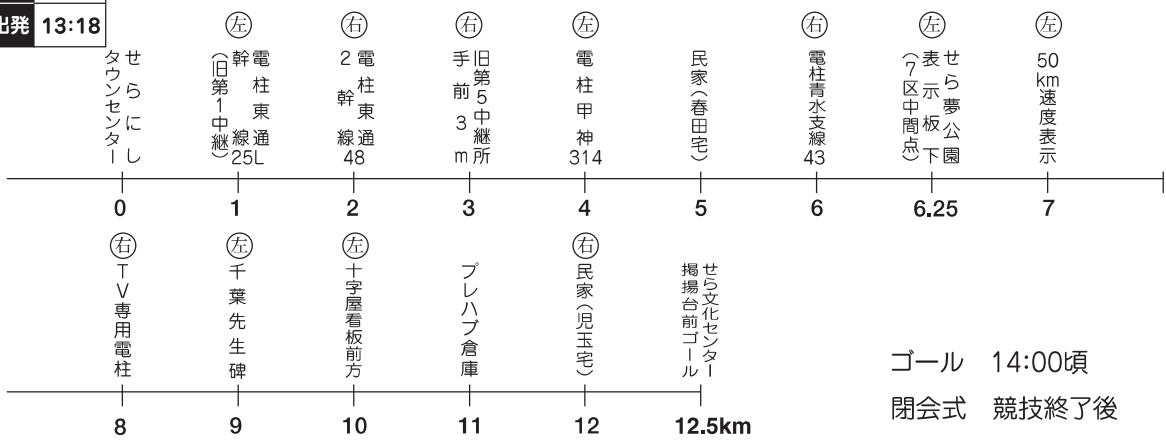 出発 13:18
左
右
右
左
右
左
左
せらにし
タウンセンター
電柱東通
幹線25L
(旧第1中継)
電柱東通
2幹線48
旧第5中継所
手前3m
電柱甲神314
民家(春田宅)
電柱青水支線43
せら夢公園
表示板下
(7区中間点)
50km速度表示
0
1
2
3
4
5
6
6.25
7
右
左
左
右
TV専用電柱
千葉先生碑
十字屋看板前方
プレハブ倉庫
民家(児玉宅)
せら文化センター
掲揚台前ゴール
8
9
10
11
12
12.5km
ゴール 14:00頃
閉会式 競技終了後